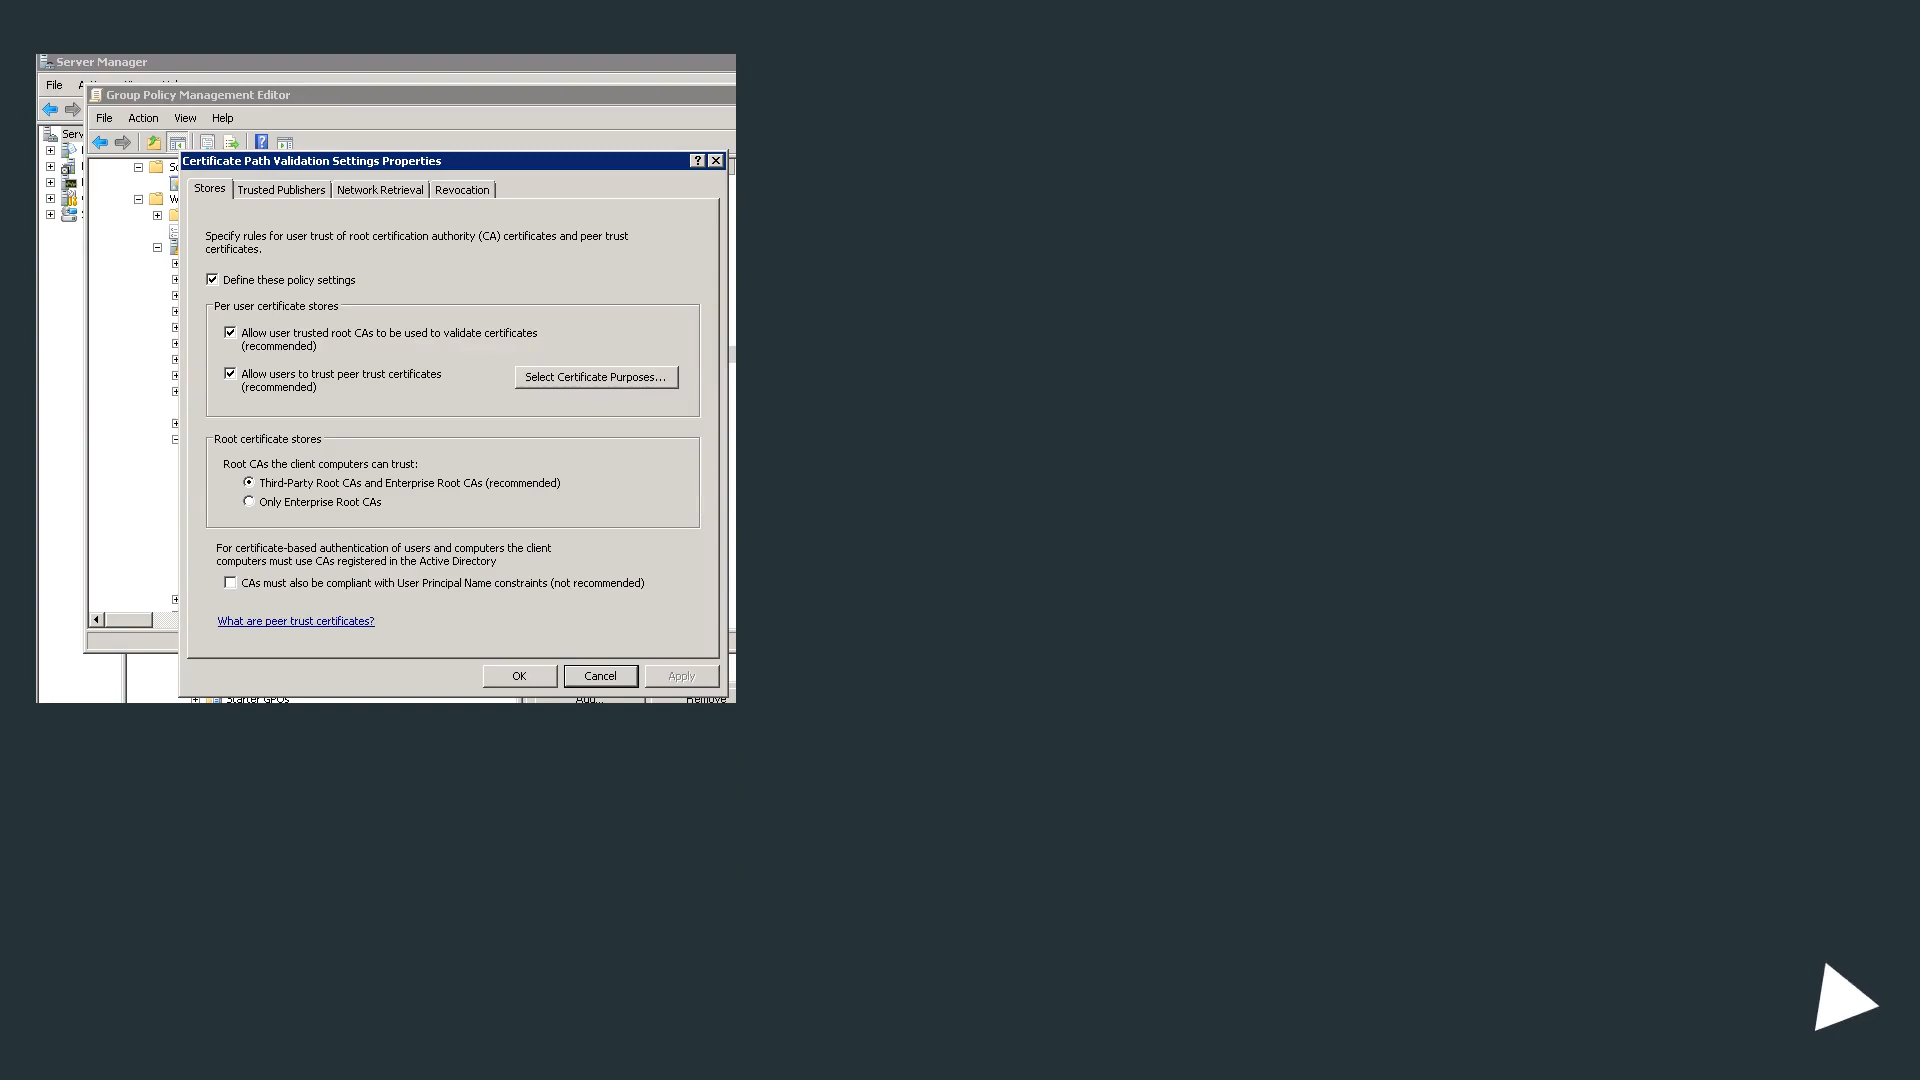 Server Manager
File
Group Policy Management Editor
File Action View Help
Serv
Certificate Path Validation Settings Properties
Stores Trusted Publishers Network Retrieval Revocation
Specify rules for user trust of root certification authority (CA) certificates and peer trust
certificates.
Define these policy settings
Per user certificate stores
Allow user trusted root CAs to be used to validate certificates
(recommended)
Allow users to trust peer trust certificates
(recommended)
Select Certificate Purposes...
Root certificate stores
Root CAs the client computers can trust:
Third-Party Root CAs and Enterprise Root CAs (recommended)
Only Enterprise Root CAs
For certificate-based authentication of users and computers the client
computers must use CAs registered in the Active Directory
CAs must also be compliant with User Principal Name constraints (not recommended)
What are peer trust certificates?
OK Cancel Apply
Starter GPOs Add... Remove